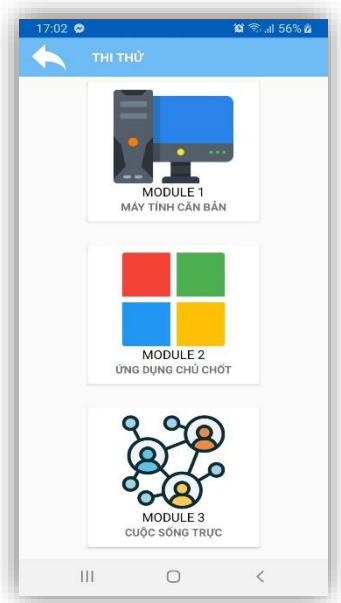 17:02 56%
THI THỬ
MODULE 1
MÁY TÍNH CĂN BẢN
MODULE 2
ỨNG DỤNG CHỦ CHỐT
MODULE 3
CUỘC SỐNG TRỰC